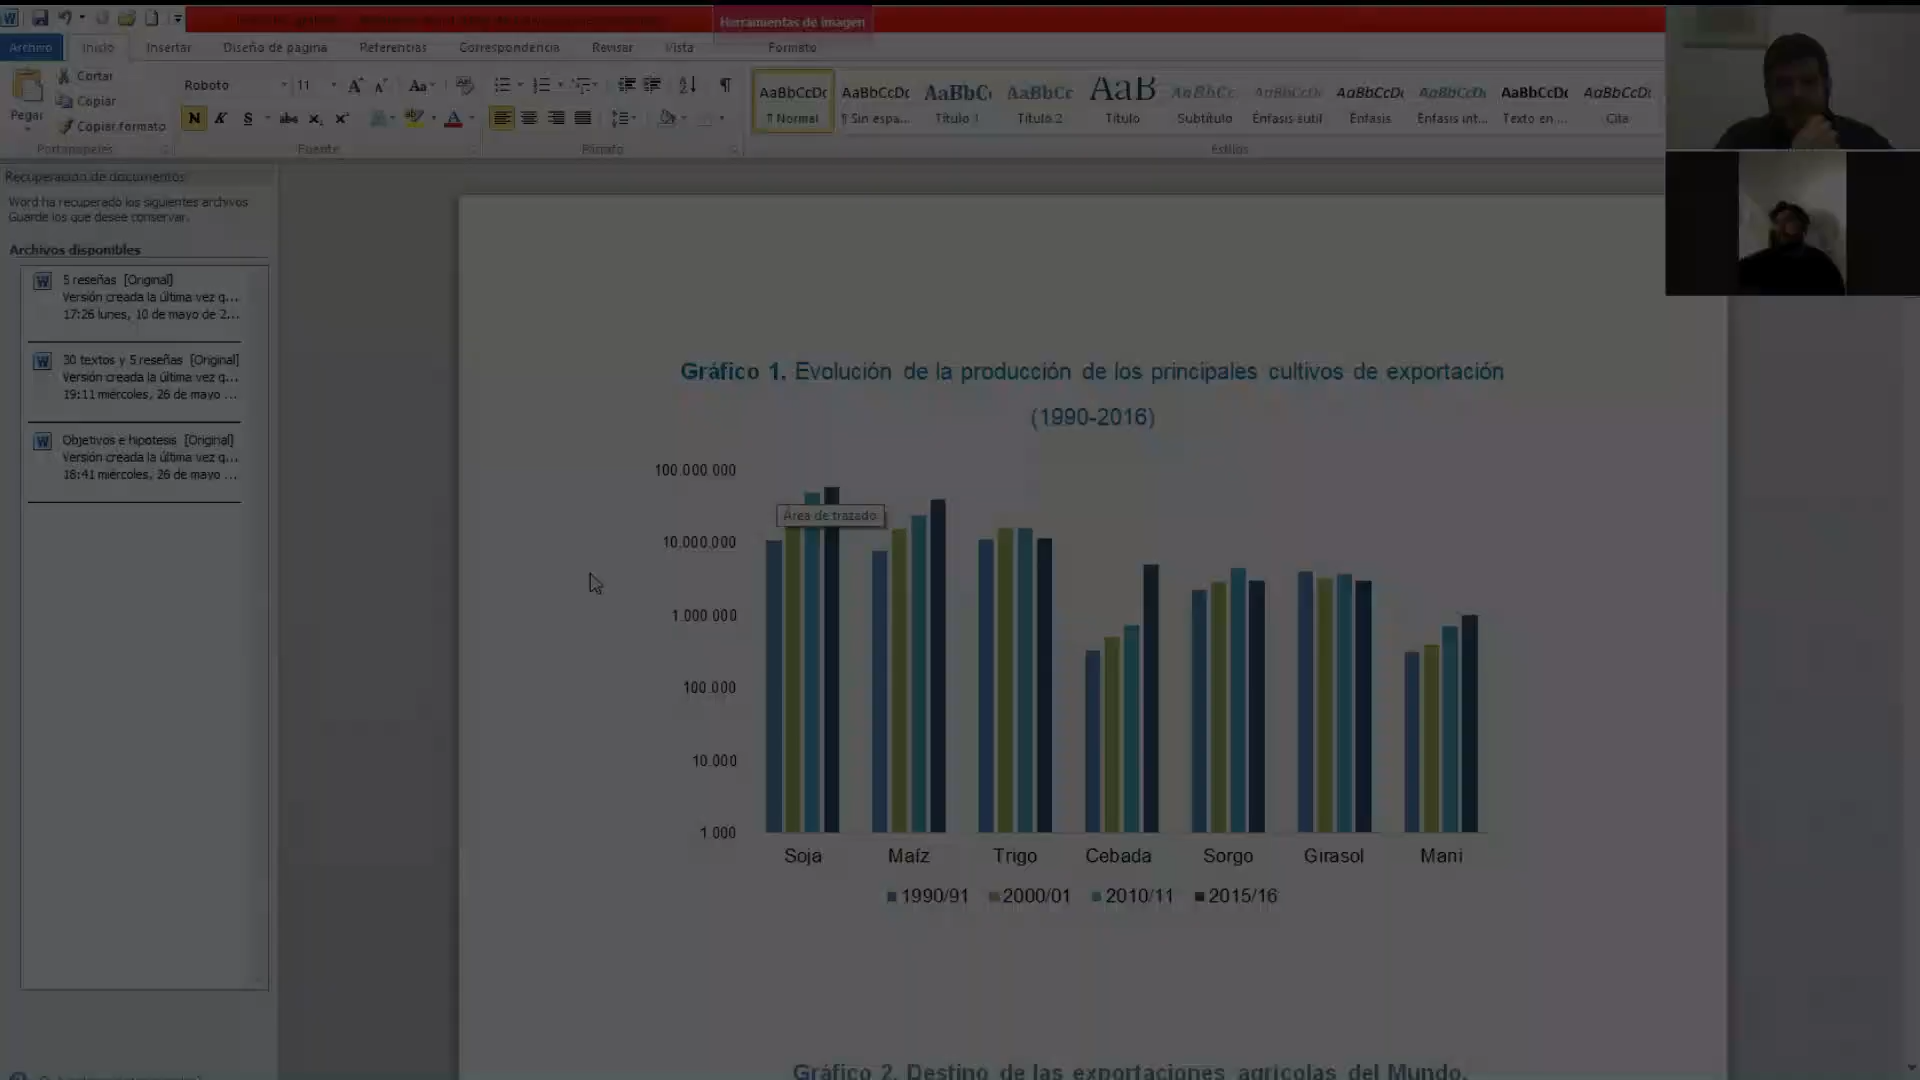 Herramientas de imagen
Archivo Inicio Insertar Diseño de página Referencias Correspondencia Revisar Vista Formato
Pegar
Cortar
Copiar
Copiar formato
Portapapeles
Roboto 11
N K S abc x₂ x²
Fuente
Párrafo
AaBbCcDc AaBbCcDc AaBbC AaBbCc AaB AaBbCc. AaBbCcDc AaBbCcDc AaBbCcDc AaBbCcDc AaBbCcDc
¶ Normal ¶ Sin espa... Título 1 Título 2 Título Subtítulo Énfasis sutil Énfasis Énfasis int... Texto en ... Cita
Estilos
Recuperación de documentos
Word ha recuperado los siguientes archivos
Guarde los que desee conservar.
Archivos disponibles
5 reseñas [Original]
Versión creada la última vez q...
17:26 lunes, 10 de mayo de 2...
30 textos y 5 reseñas [Original]
Versión creada la última vez q...
19:11 miércoles, 26 de mayo ...
Objetivos e hipotesis [Original]
Versión creada la última vez q...
18:41 miércoles, 26 de mayo ...
Gráfico 1. Evolución de la producción de los principales cultivos de exportación
(1990-2016)
100.000.000
10.000.000
1.000.000
100.000
10.000
1.000
Área de trazado
Soja Maíz Trigo Cebada Sorgo Girasol Mani
1990/91 2000/01 2010/11 2015/16
Gráfico 2. Destino de las exportaciones agrícolas del Mundo.